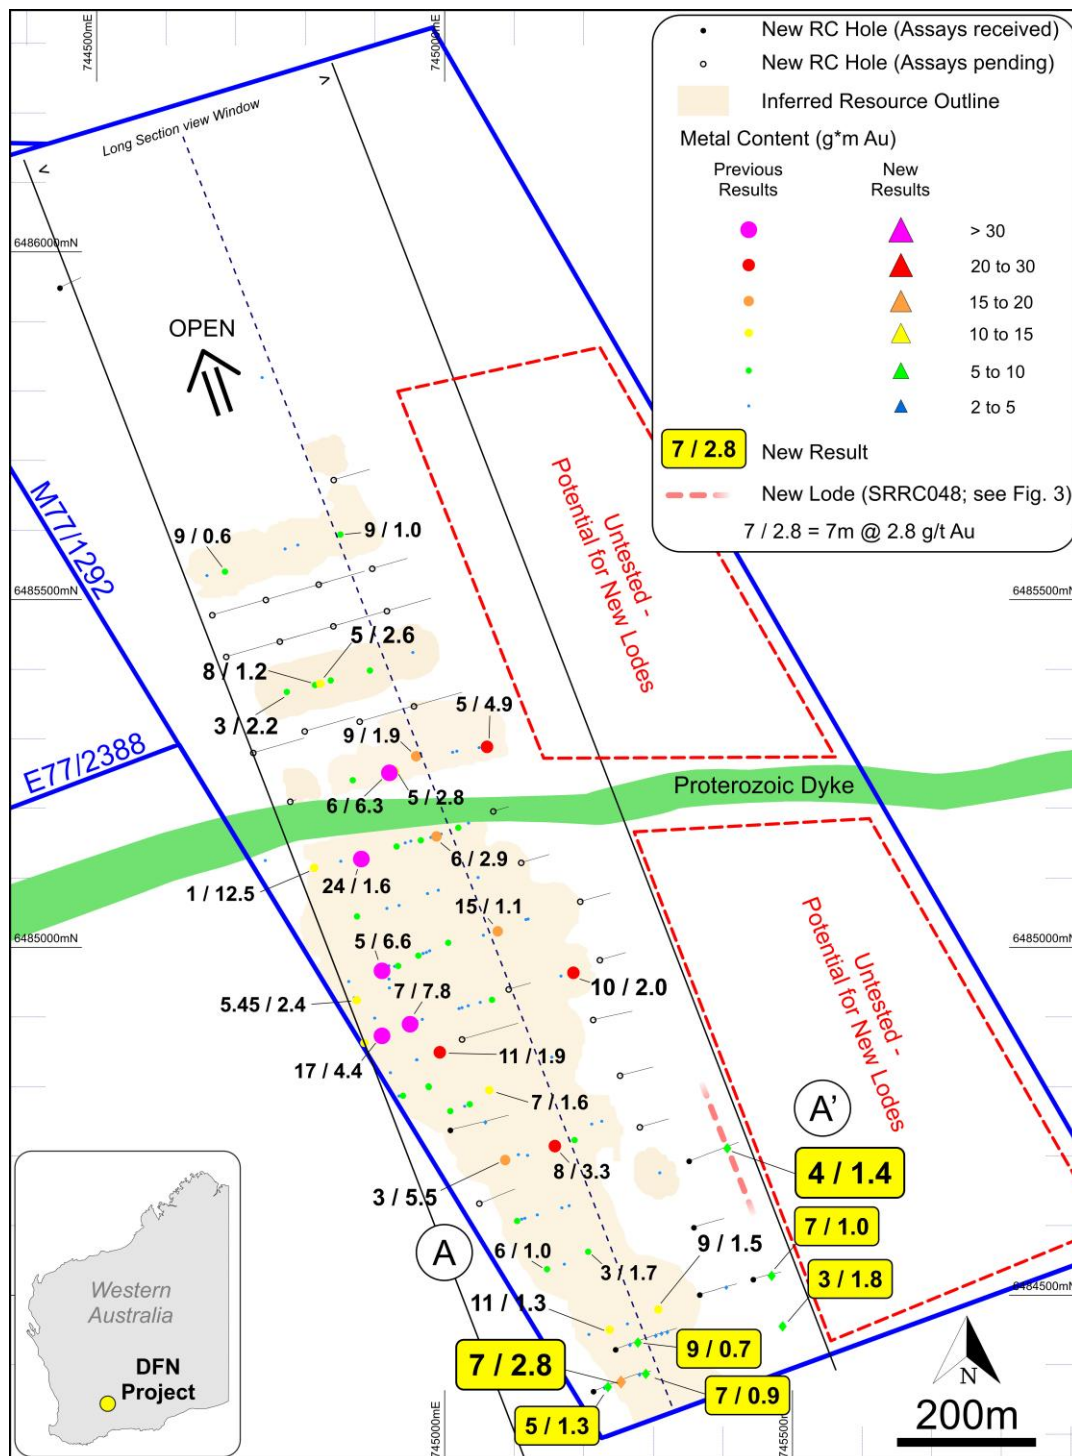 744500mE
745000mE
New RC Hole (Assays received)
New RC Hole (Assays pending)
Inferred Resource Outline
Metal Content (g*m Au)
Previous
Results
New
Results
> 30
20 to 30
15 to 20
10 to 15
5 to 10
2 to 5
7 / 2.8
New Result
New Lode (SRRC048; see Fig. 3)
7 / 2.8 = 7m @ 2.8 g/t Au
Long Section view Window
<
>
6486000mN
OPEN
M77/1292
E77/2388
Untested -
Potential for New Lodes
9 / 0.6
9 / 1.0
6485500mN
6485500mN
5 / 2.6
8 / 1.2
3 / 2.2
5 / 4.9
9 / 1.9
6 / 6.3
5 / 2.8
Proterozoic Dyke
6 / 2.9
24 / 1.6
1 / 12.5
15 / 1.1
6485000mN
6485000mN
5 / 6.6
10 / 2.0
5.45 / 2.4
7 / 7.8
17 / 4.4
11 / 1.9
7 / 1.6
Untested -
Potential for New Lodes
A'
8 / 3.3
4 / 1.4
3 / 5.5
7 / 1.0
A
6 / 1.0
3 / 1.7
9 / 1.5
3 / 1.8
6484500mN
11 / 1.3
9 / 0.7
7 / 2.8
7 / 0.9
5 / 1.3
Western
Australia
DFN
Project
N
200m
745000mE
745500mE